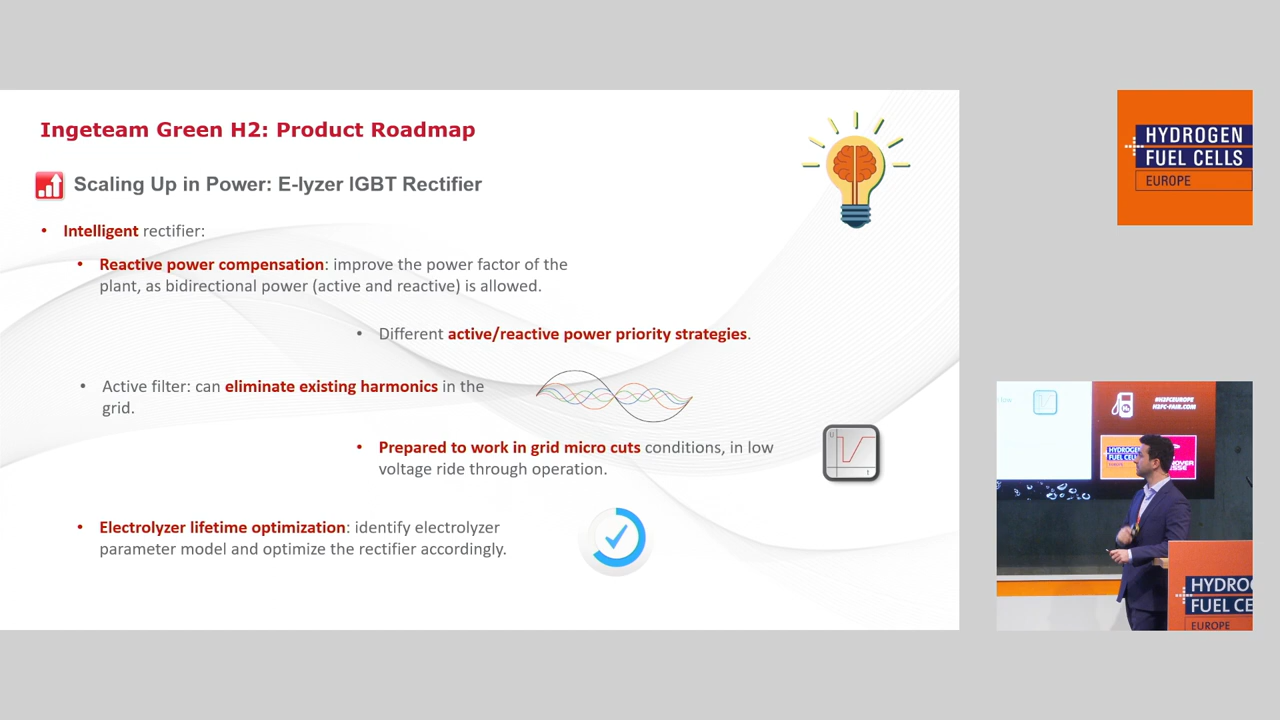 Ingeteam Green H2: Product Roadmap
Scaling Up in Power: E-lyzer IGBT Rectifier
• Intelligent rectifier:
• Reactive power compensation: improve the power factor of the
plant, as bidirectional power (active and reactive) is allowed.
• Different active/reactive power priority strategies.
• Active filter: can eliminate existing harmonics in the
grid.
• Prepared to work in grid micro cuts conditions, in low
voltage ride through operation.
U
t
• Electrolyzer lifetime optimization: identify electrolyzer
parameter model and optimize the rectifier accordingly.
HYDROGEN
FUEL CELLS
EUROPE
#H2FCEUROPE
H2FC-FAIR.COM
HYDROGEN
FUEL CELLS
HYDRO
FUEL CE
EUROPE